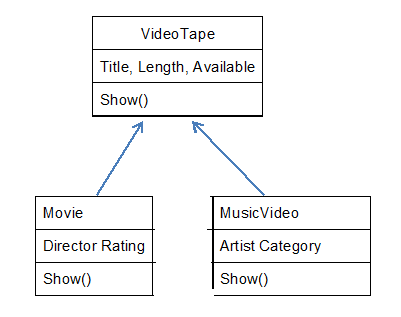 VideoTape
Title, Length, Available
Show()
Movie
Director Rating
Show()
MusicVideo
Artist Category
Show()